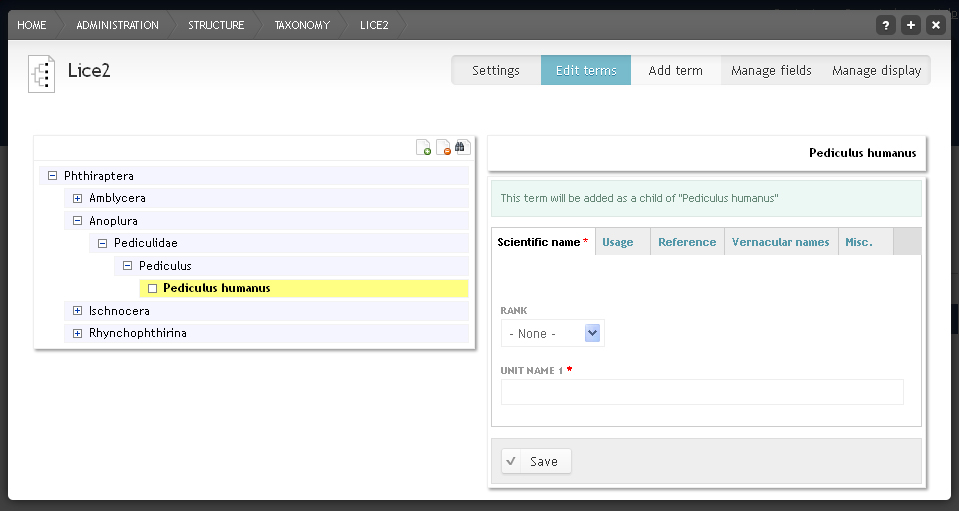 HOME ADMINISTRATION STRUCTURE TAXONOMY LICE2
? + ×
Lice2
Settings Edit terms Add term Manage fields Manage display
Phthiraptera
Amblycera
Anoplura
Pediculidae
Pediculus
Pediculus humanus
Ischnocera
Rhynchophthirina
Pediculus humanus
This term will be added as a child of "Pediculus humanus"
Scientific name * Usage Reference Vernacular names Misc.
RANK
- None -
UNIT NAME 1 *
Save